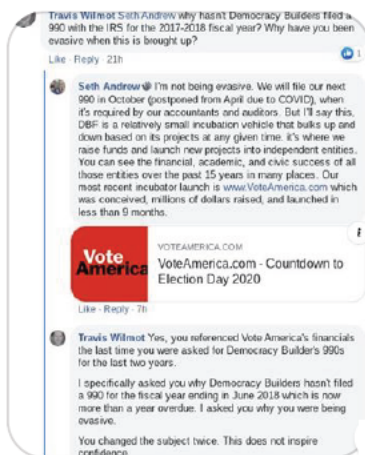 Travis Wilmot Seth Andrew why hasn't Democracy Builders filed a
990 with the IRS for the 2017-2018 fiscal year? Why have you been
evasive when this is brought up?
Like · Reply · 21h
1
Seth Andrew I'm not being evasive. We will file our next
990 in October (postponed from April due to COVID), when
it's required by our accountants and auditors. But I'll say this,
DBF is a relatively small incubation vehicle that bulks up and
down based on its projects at any given time. it's where we
raise funds and launch new projects into independent entities.
You can see the financial, academic, and civic success of all
those entities over the past 15 years in many places. Our
most recent incubator launch is www.VoteAmerica.com which
was conceived, millions of dollars raised, and launched in
less than 9 months.
Vote
America
VOTEAMERICA.COM
VoteAmerica.com - Countdown to
Election Day 2020
i
Like · Reply · 7h
Travis Wilmot Yes, you referenced Vote America's financials
the last time you were asked for Democracy Builder's 990s
for the last two years.
I specifically asked you why Democracy Builders hasn't filed
a 990 for the fiscal year ending in June 2018 which is now
more than a year overdue. I asked you why you were being
evasive.
You changed the subject twice. This does not inspire
confidence.